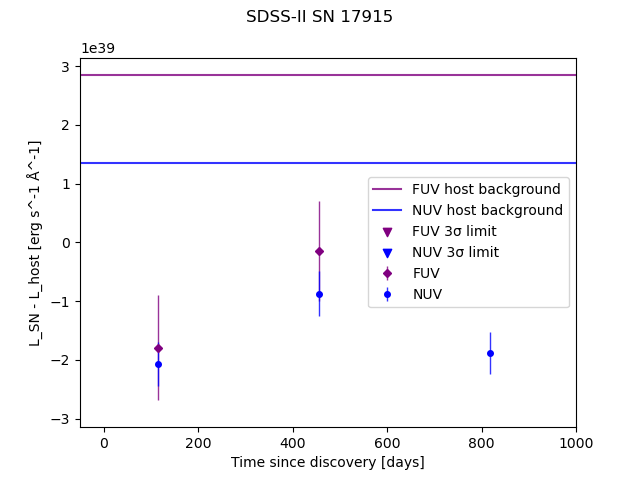 SDSS-II SN 17915
1e39
3
2
1
0
−1
−2
−3
L_SN - L_host [erg s^-1 Å^-1]
FUV host background
NUV host background
FUV 3σ limit
NUV 3σ limit
FUV
NUV
0 200 400 600 800 1000
Time since discovery [days]